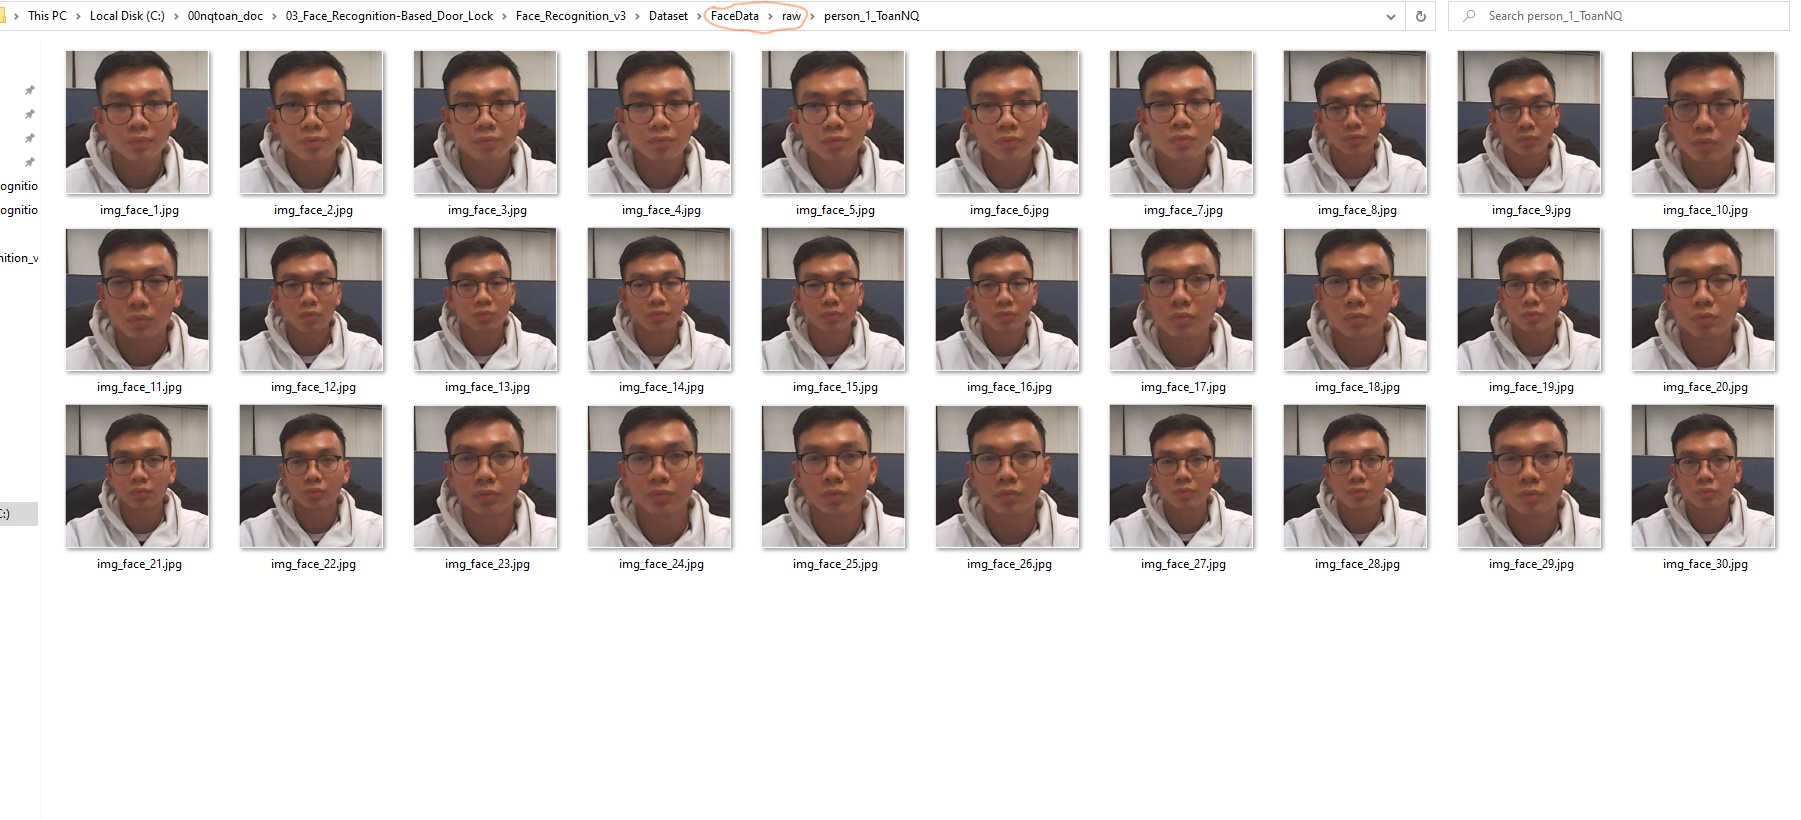 This PC > Local Disk (C:) > 00nqtoan_doc > 03_Face_Recognition-Based_Door_Lock > Face_Recognition_v3 > Dataset > FaceData > raw > person_1_ToanNQ
Search person_1_ToanNQ
ognitio
ognitio
nition_v
C:)
img_face_1.jpg img_face_2.jpg img_face_3.jpg img_face_4.jpg img_face_5.jpg img_face_6.jpg img_face_7.jpg img_face_8.jpg img_face_9.jpg img_face_10.jpg
img_face_11.jpg img_face_12.jpg img_face_13.jpg img_face_14.jpg img_face_15.jpg img_face_16.jpg img_face_17.jpg img_face_18.jpg img_face_19.jpg img_face_20.jpg
img_face_21.jpg img_face_22.jpg img_face_23.jpg img_face_24.jpg img_face_25.jpg img_face_26.jpg img_face_27.jpg img_face_28.jpg img_face_29.jpg img_face_30.jpg